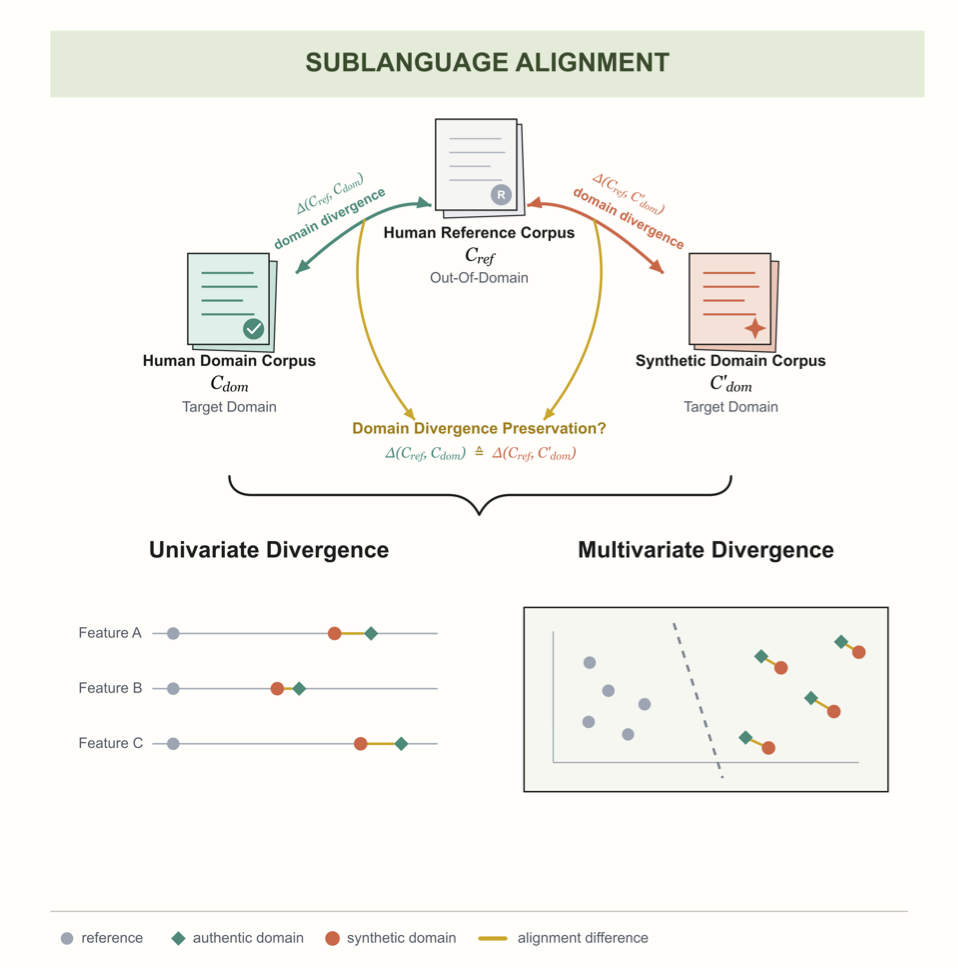 SUBLANGUAGE ALIGNMENT
R
Δ(C_ref, C_dom)
domain divergence
Δ(C_ref, C'_dom)
domain divergence
Human Reference Corpus
C_ref
Out-Of-Domain
Human Domain Corpus
C_dom
Target Domain
Synthetic Domain Corpus
C'_dom
Target Domain
Domain Divergence Preservation?
Δ(C_ref, C_dom) ≙ Δ(C_ref, C'_dom)
Univariate Divergence
Multivariate Divergence
Feature A
Feature B
Feature C
reference
authentic domain
synthetic domain
alignment difference